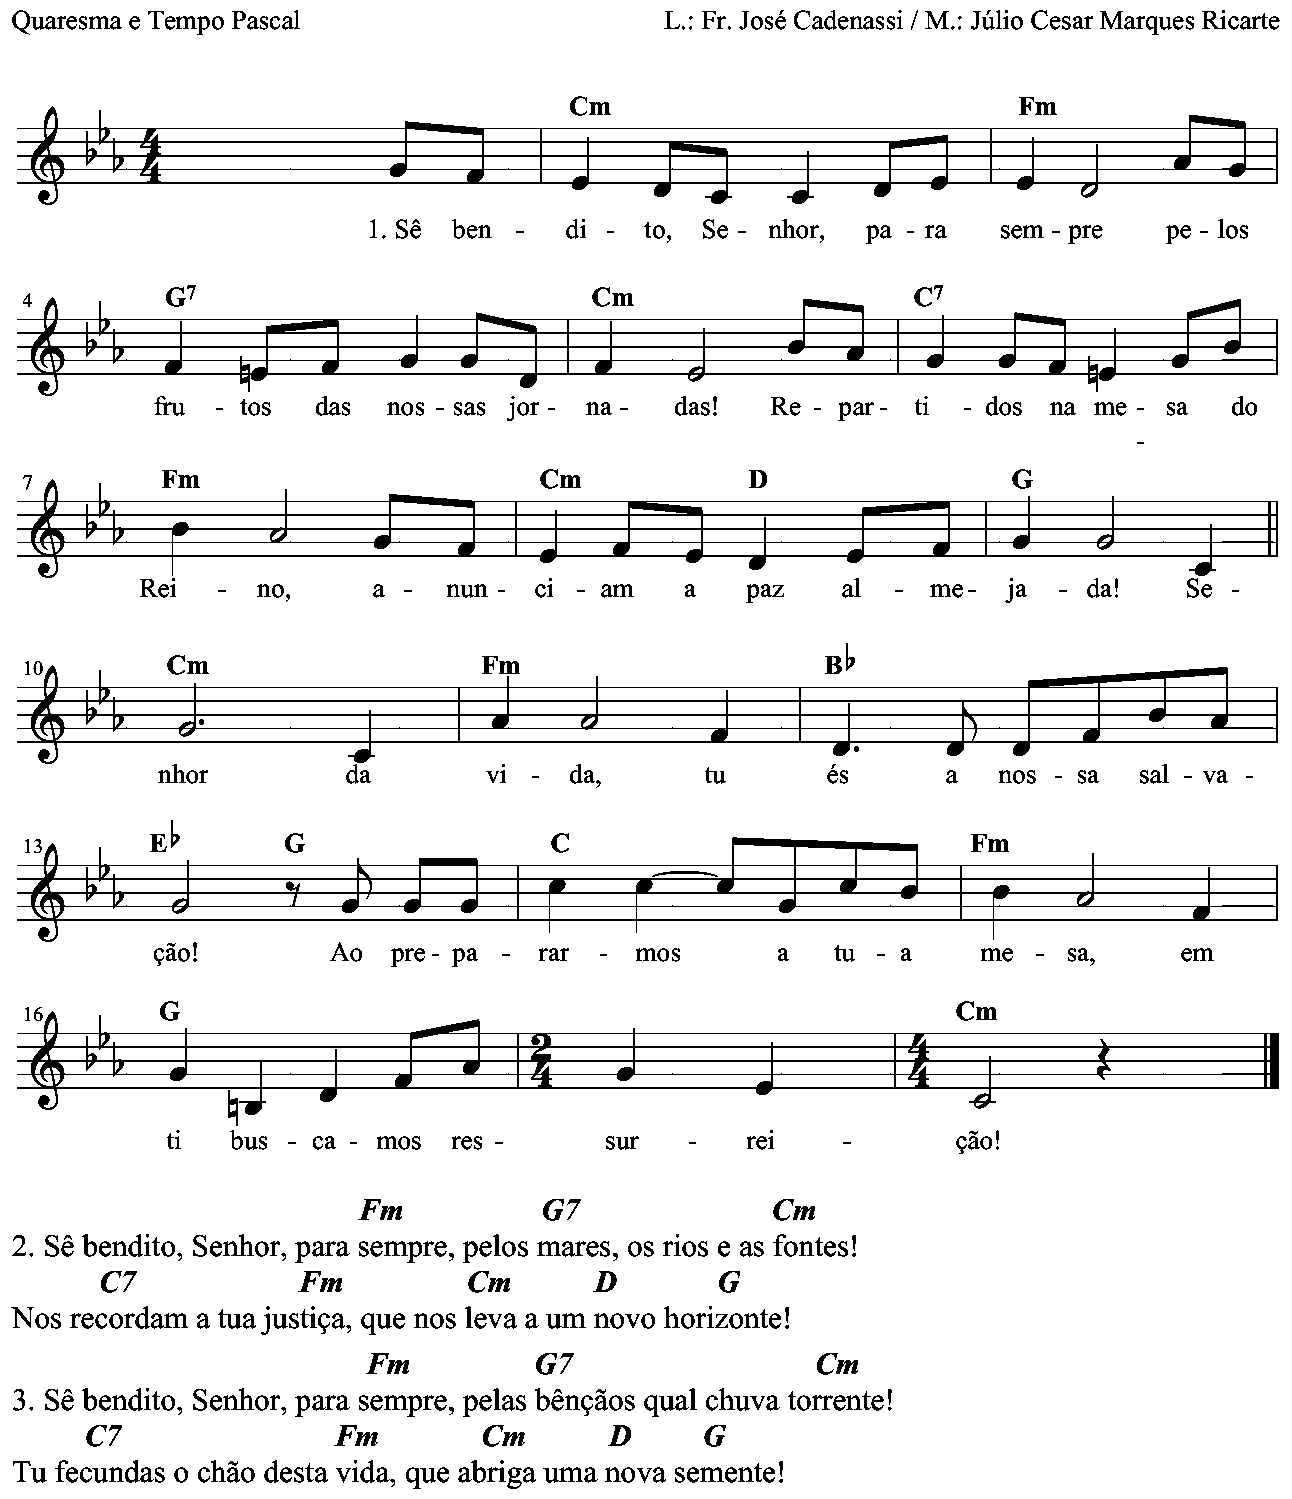 Quaresma e Tempo Pascal L.: Fr. José Cadenassi / M.: Júlio Cesar Marques Ricarte
Cm Fm
4 4
1. Sê ben - di - to, Se - nhor, pa - ra sem - pre pe - los
4 G7 Cm C7
fru - tos das nos - sas jor - na - das! Re - par - ti - dos na me - sa do
7 Fm Cm D G
Rei - no, a - nun - ci - am a paz al - me - ja - da! Se -
10 Cm Fm B♭
nhor da vi - da, tu és a nos - sa sal - va -
13 E♭ G C Fm
ção! Ao pre - pa - rar - mos a tu - a me - sa, em
16 G Cm
2 4 4 4
ti bus - ca - mos res - sur - rei - ção!
Fm G7 Cm
2. Sê bendito, Senhor, para sempre, pelos mares, os rios e as fontes!
C7 Fm Cm D G
Nos recordam a tua justiça, que nos leva a um novo horizonte!
Fm G7 Cm
3. Sê bendito, Senhor, para sempre, pelas bênçãos qual chuva torrente!
C7 Fm Cm D G
Tu fecundas o chão desta vida, que abriga uma nova semente!